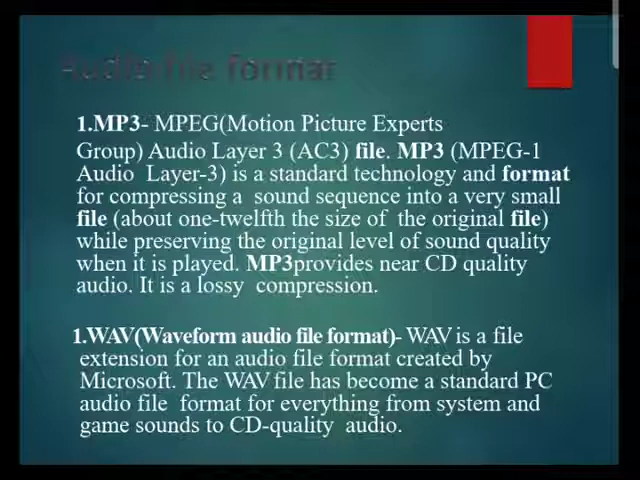 Audio file format
1.MP3- MPEG(Motion Picture Experts
Group) Audio Layer 3 (AC3) file. MP3 (MPEG-1
Audio Layer-3) is a standard technology and format
for compressing a sound sequence into a very small
file (about one-twelfth the size of the original file)
while preserving the original level of sound quality
when it is played. MP3provides near CD quality
audio. It is a lossy compression.
1.WAV(Waveform audio file format)- WAV is a file
extension for an audio file format created by
Microsoft. The WAV file has become a standard PC
audio file format for everything from system and
game sounds to CD-quality audio.